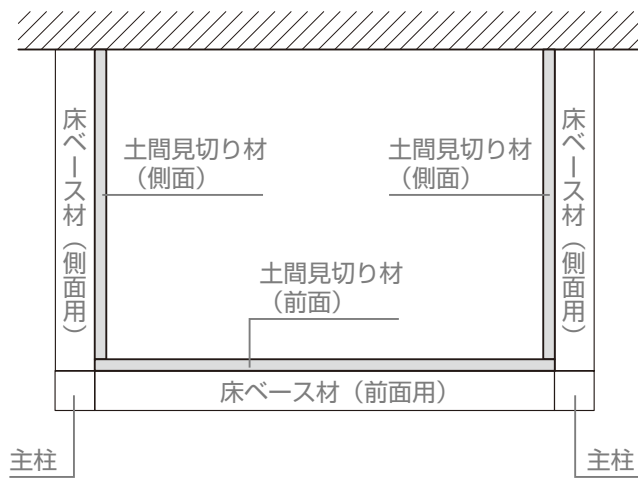 床ベース材（側面用）
土間見切り材
（側面）
土間見切り材
（側面）
床ベース材（側面用）
土間見切り材
（前面）
床ベース材（前面用）
主柱
主柱